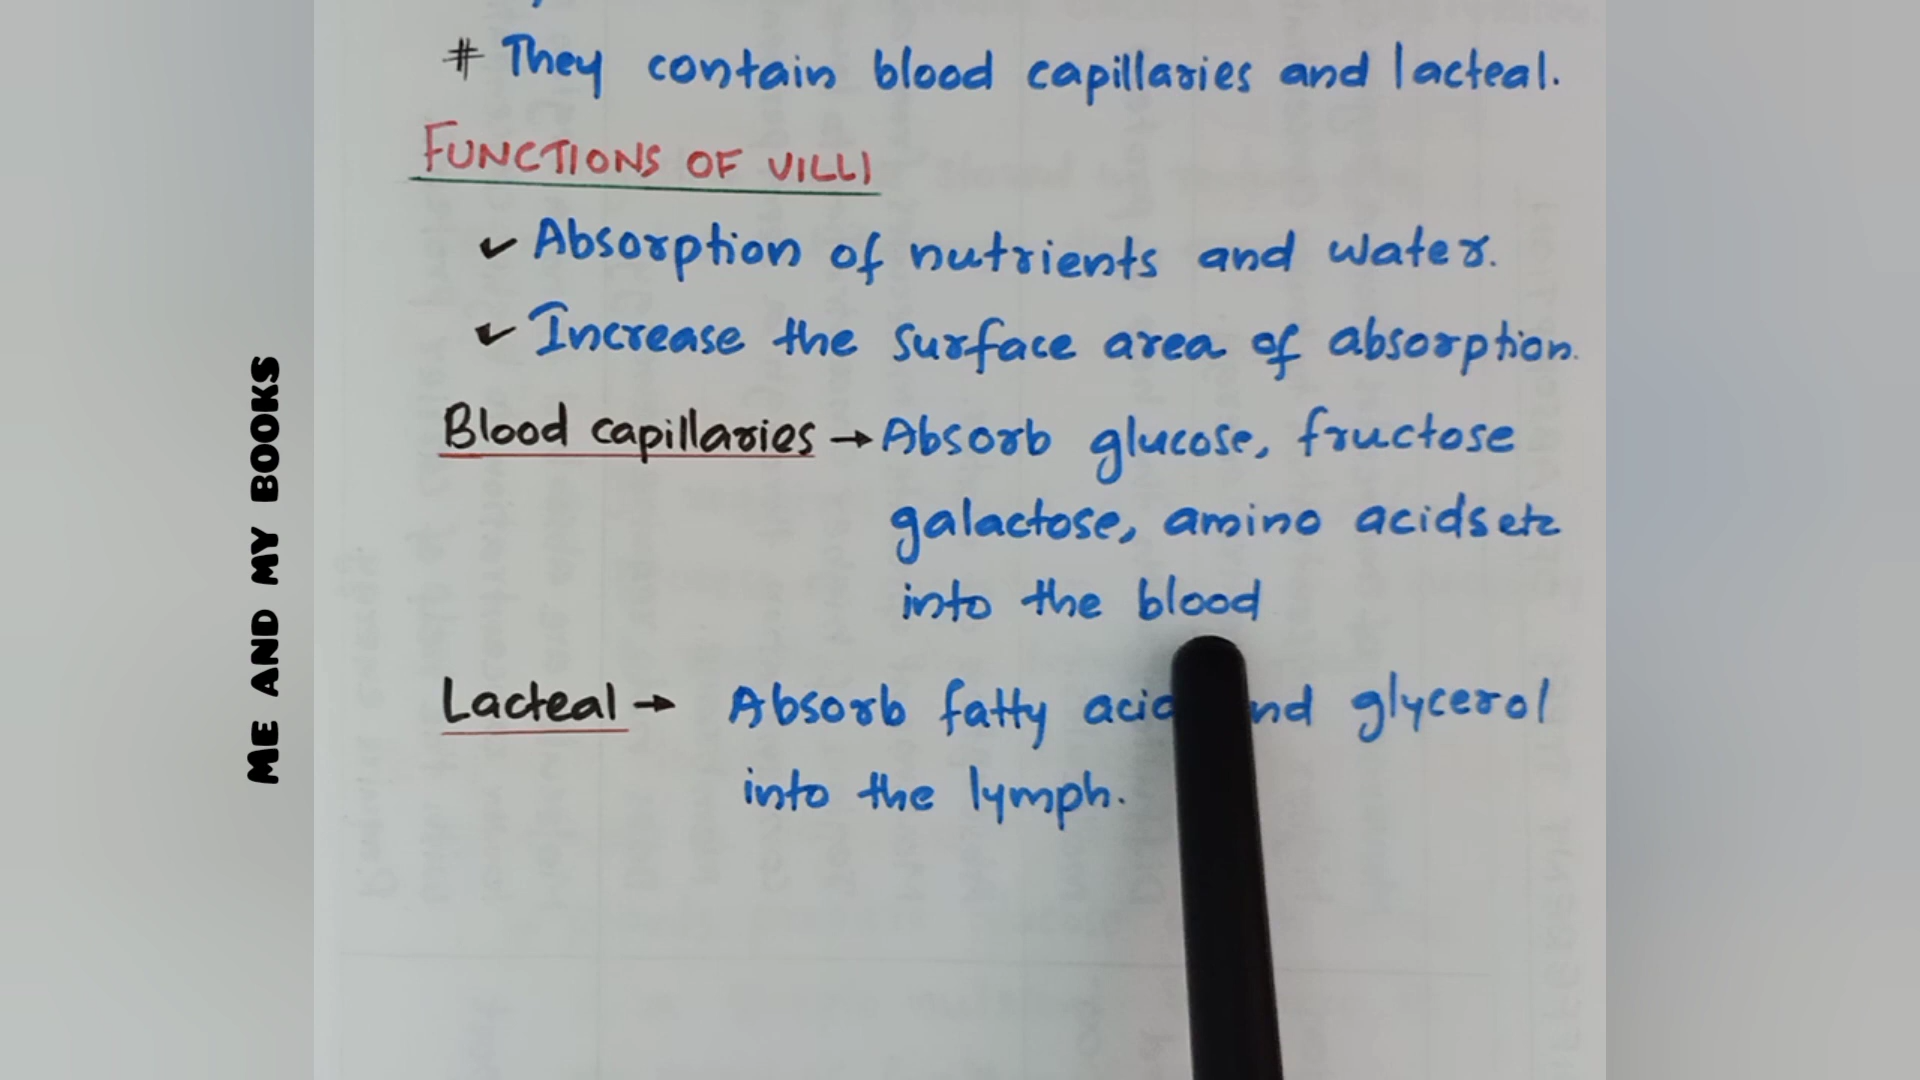 # They contain blood capillaries and lacteal.
FUNCTIONS OF VILLI
✓ Absorption of nutrients and water.
✓ Increase the surface area of absorption.
Blood capillaries → Absorb glucose, fructose
galactose, amino acids etc
into the blood
Lacteal → Absorb fatty glycerol
into the lymph.
ME AND MY BOOKS